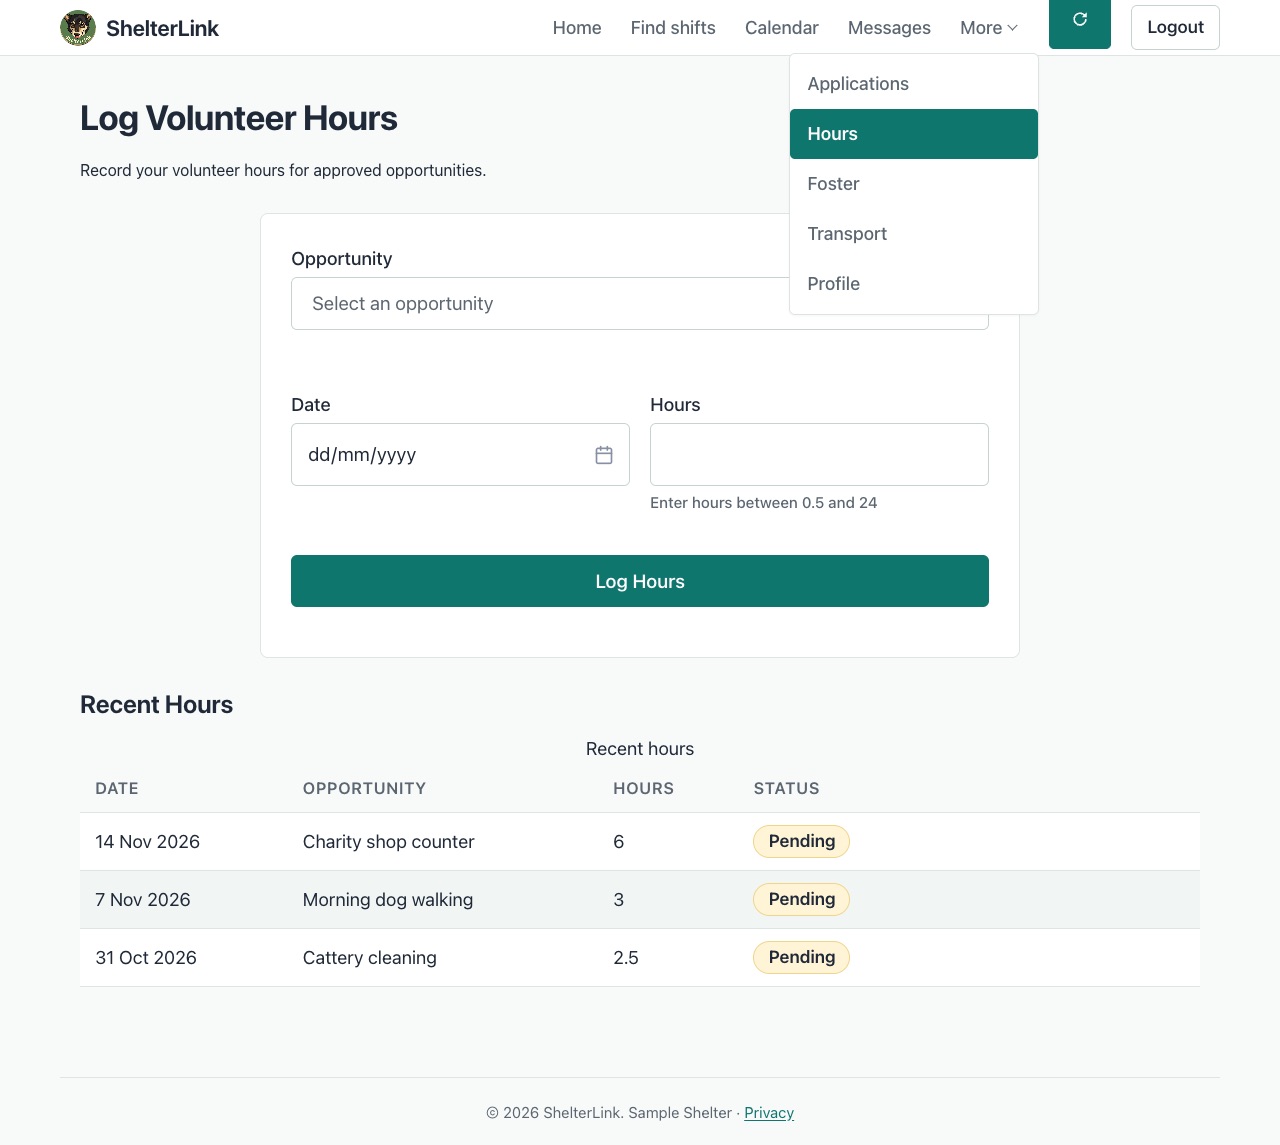 ShelterLink
Home Find shifts Calendar Messages More Logout
Applications
Hours
Foster
Transport
Profile
Log Volunteer Hours
Record your volunteer hours for approved opportunities.
Opportunity
Select an opportunity
Date Hours
dd/mm/yyyy
Enter hours between 0.5 and 24
Log Hours
Recent Hours
Recent hours
DATE OPPORTUNITY HOURS STATUS
14 Nov 2026 Charity shop counter 6 Pending
7 Nov 2026 Morning dog walking 3 Pending
31 Oct 2026 Cattery cleaning 2.5 Pending
© 2026 ShelterLink. Sample Shelter · Privacy